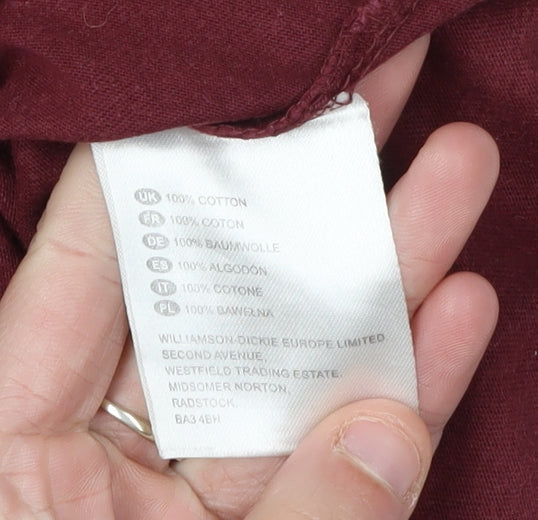 UK 100% COTTON
FR 100% COTON
DE 100% BAUMWOLLE
ES 100% ALGODÓN
IT 100% COTONE
PL 100% BAWEŁNA
WILLIAMSON-DICKIE EUROPE LIMITED
SECOND AVENUE,
WESTFIELD TRADING ESTATE.
MIDSOMER NORTON,
RADSTOCK,
BA3 4BH